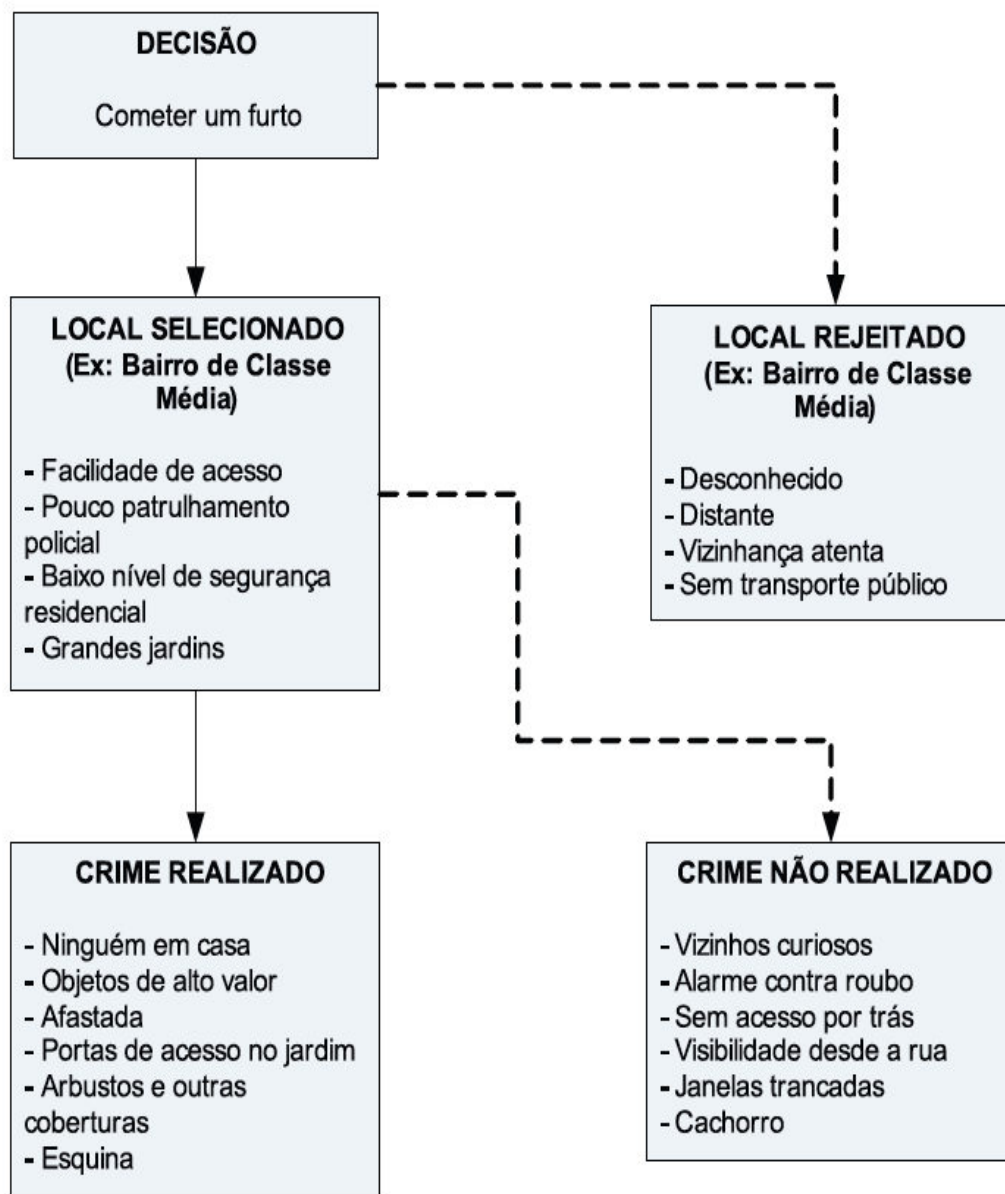 DECISÃO
Cometer um furto
LOCAL SELECIONADO
(Ex: Bairro de Classe
Média)
- Facilidade de acesso
- Pouco patrulhamento
policial
- Baixo nível de segurança
residencial
- Grandes jardins
LOCAL REJEITADO
(Ex: Bairro de Classe
Média)
- Desconhecido
- Distante
- Vizinhança atenta
- Sem transporte público
CRIME REALIZADO
- Ninguém em casa
- Objetos de alto valor
- Afastada
- Portas de acesso no jardim
- Arbustos e outras
coberturas
- Esquina
CRIME NÃO REALIZADO
- Vizinhos curiosos
- Alarme contra roubo
- Sem acesso por trás
- Visibilidade desde a rua
- Janelas trancadas
- Cachorro